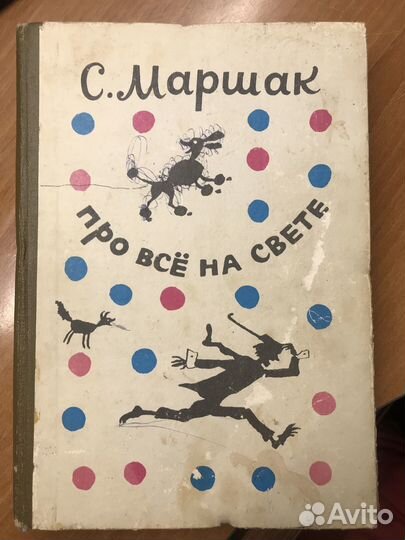 С. Маршак
про всё на свете
Avito